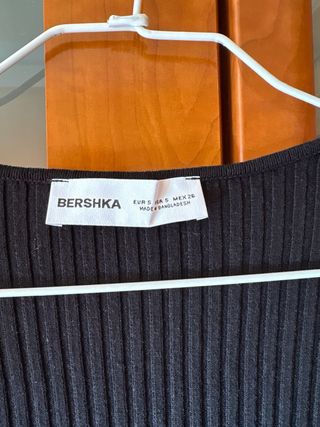 BERSHKA
EUR S USA S MEX 26
MADE IN BANGLADESH